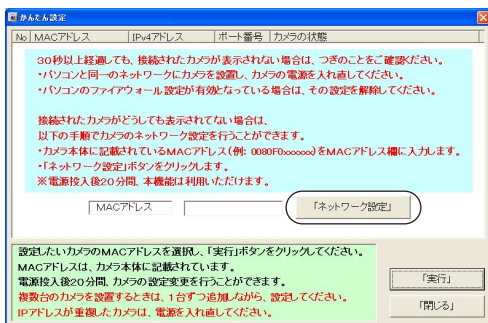 かんたん設定
No MACアドレス IPv4アドレス ポート番号 カメラの状態
30秒以上経過しても、接続されたカメラが表示されない場合は、つぎのことをご確認ください。
・パソコンと同一のネットワークにカメラを設置し、カメラの電源を入れ直してください。
・パソコンのファイアウォール設定が有効となっている場合は、その設定を解除してください。
接続されたカメラがどうしても表示されてない場合は、
以下の手順でカメラのネットワーク設定を行うことができます。
・カメラ本体に記載されているMACアドレス(例: 0080F0xxxxxx)をMACアドレス欄に入力します。
・「ネットワーク設定」ボタンをクリックします。
※電源投入後20分間、本機能は利用いただけます。
MACアドレス 「ネットワーク設定」
設定したいカメラのMACアドレスを選択し、「実行」ボタンをクリックしてください。
MACアドレスは、カメラ本体に記載されています。
電源投入後20分間、カメラの設定変更を行うことができます。
複数台のカメラを設置するときは、1台ずつ追加しながら、設定してください。
IPアドレスが重複したカメラは、電源を入れ直してください。
「実行」
「閉じる」